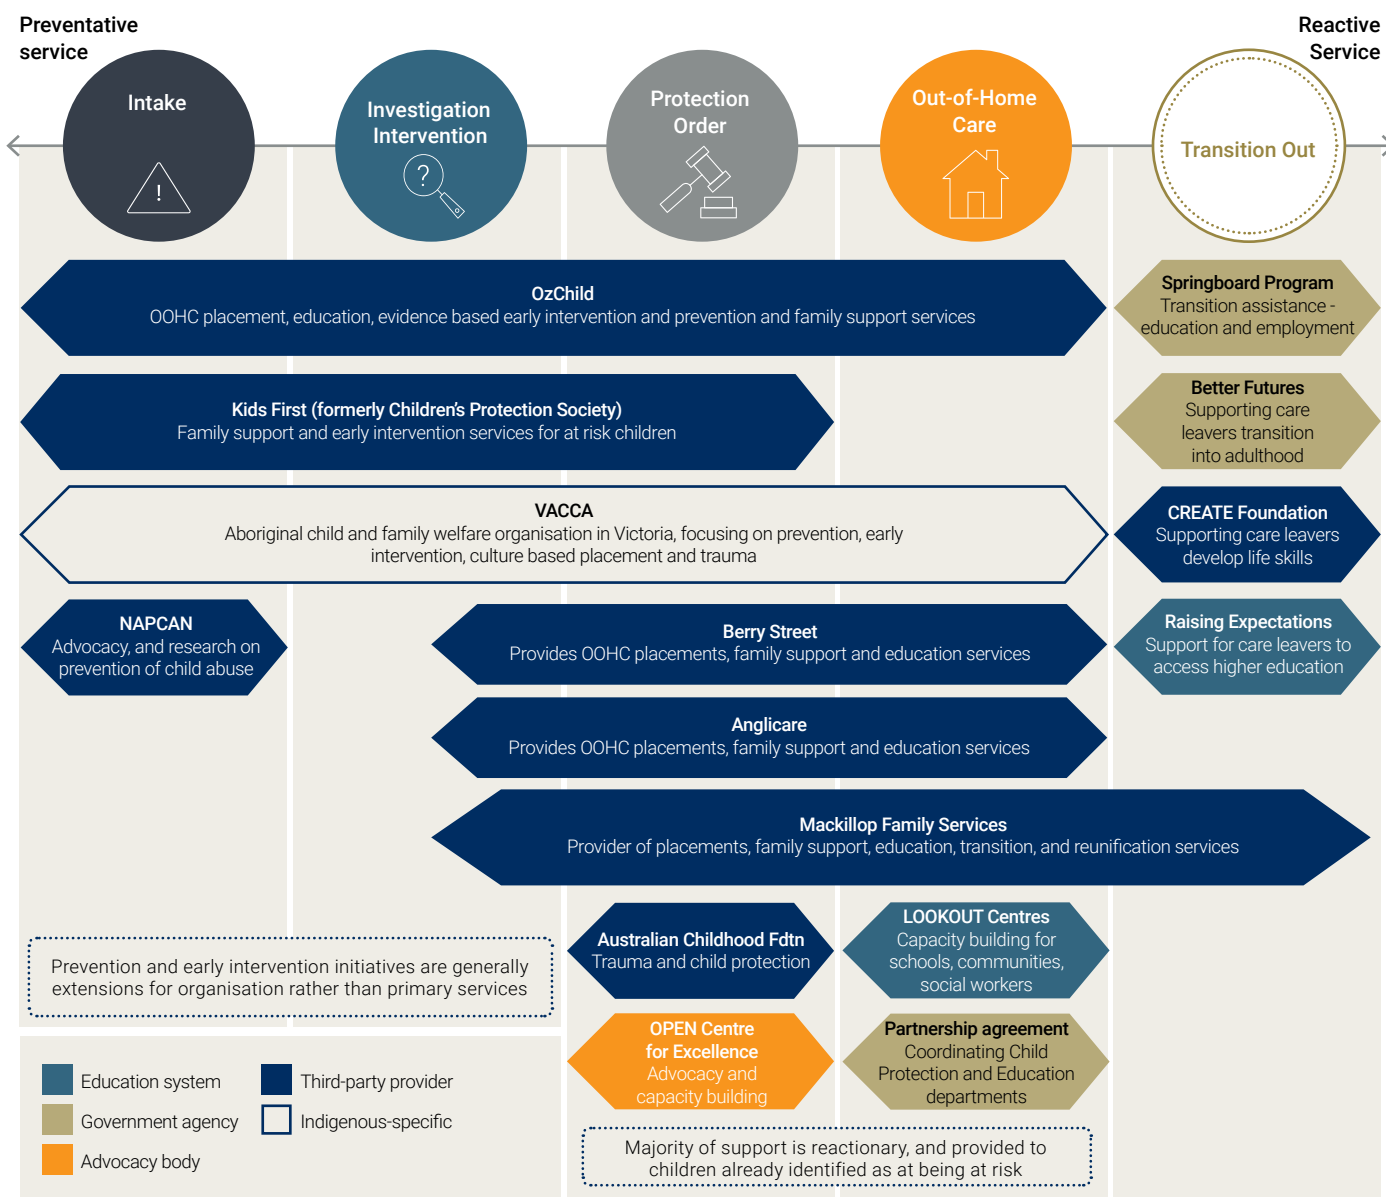 Preventative
service
Reactive
Service
Intake
!
Investigation
Intervention
?
Protection
Order
Out-of-Home
Care
Transition Out
OzChild
OOHC placement, education, evidence based early intervention and prevention and family support services
Springboard Program
Transition assistance -
education and employment
Kids First (formerly Children's Protection Society)
Family support and early intervention services for at risk children
Better Futures
Supporting care
leavers transition
into adulthood
VACCA
Aboriginal child and family welfare organisation in Victoria, focusing on prevention, early
intervention, culture based placement and trauma
CREATE Foundation
Supporting care leavers
develop life skills
NAPCAN
Advocacy, and research on
prevention of child abuse
Berry Street
Provides OOHC placements, family support and education services
Raising Expectations
Support for care leavers to
access higher education
Anglicare
Provides OOHC placements, family support and education services
Mackillop Family Services
Provider of placements, family support, education, transition, and reunification services
Australian Childhood Fdtn
Trauma and child protection
LOOKOUT Centres
Capacity building for
schools, communities,
social workers
Prevention and early intervention initiatives are generally
extensions for organisation rather than primary services
OPEN Centre
for Excellence
Advocacy and
capacity building
Partnership agreement
Coordinating Child
Protection and Education
departments
Education system
Third-party provider
Government agency
Indigenous-specific
Advocacy body
Majority of support is reactionary, and provided to
children already identified as at being at risk